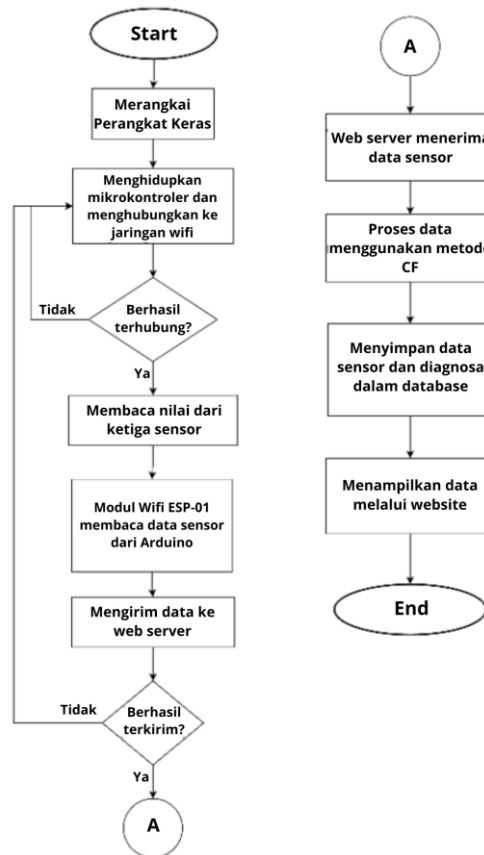 Start
Merangkai
Perangkat Keras
Menghidupkan
mikrokontroler dan
menghubungkan ke
jaringan wifi
Tidak
Berhasil
terhubung?
Ya
Membaca nilai dari
ketiga sensor
Modul Wifi ESP-01
membaca data sensor
dari Arduino
Mengirim data ke
web server
Tidak
Berhasil
terkirim?
Ya
A
A
Web server menerima
data sensor
Proses data
menggunakan metode
CF
Menyimpan data
sensor dan diagnosa
dalam database
Menampilkan data
melalui website
End